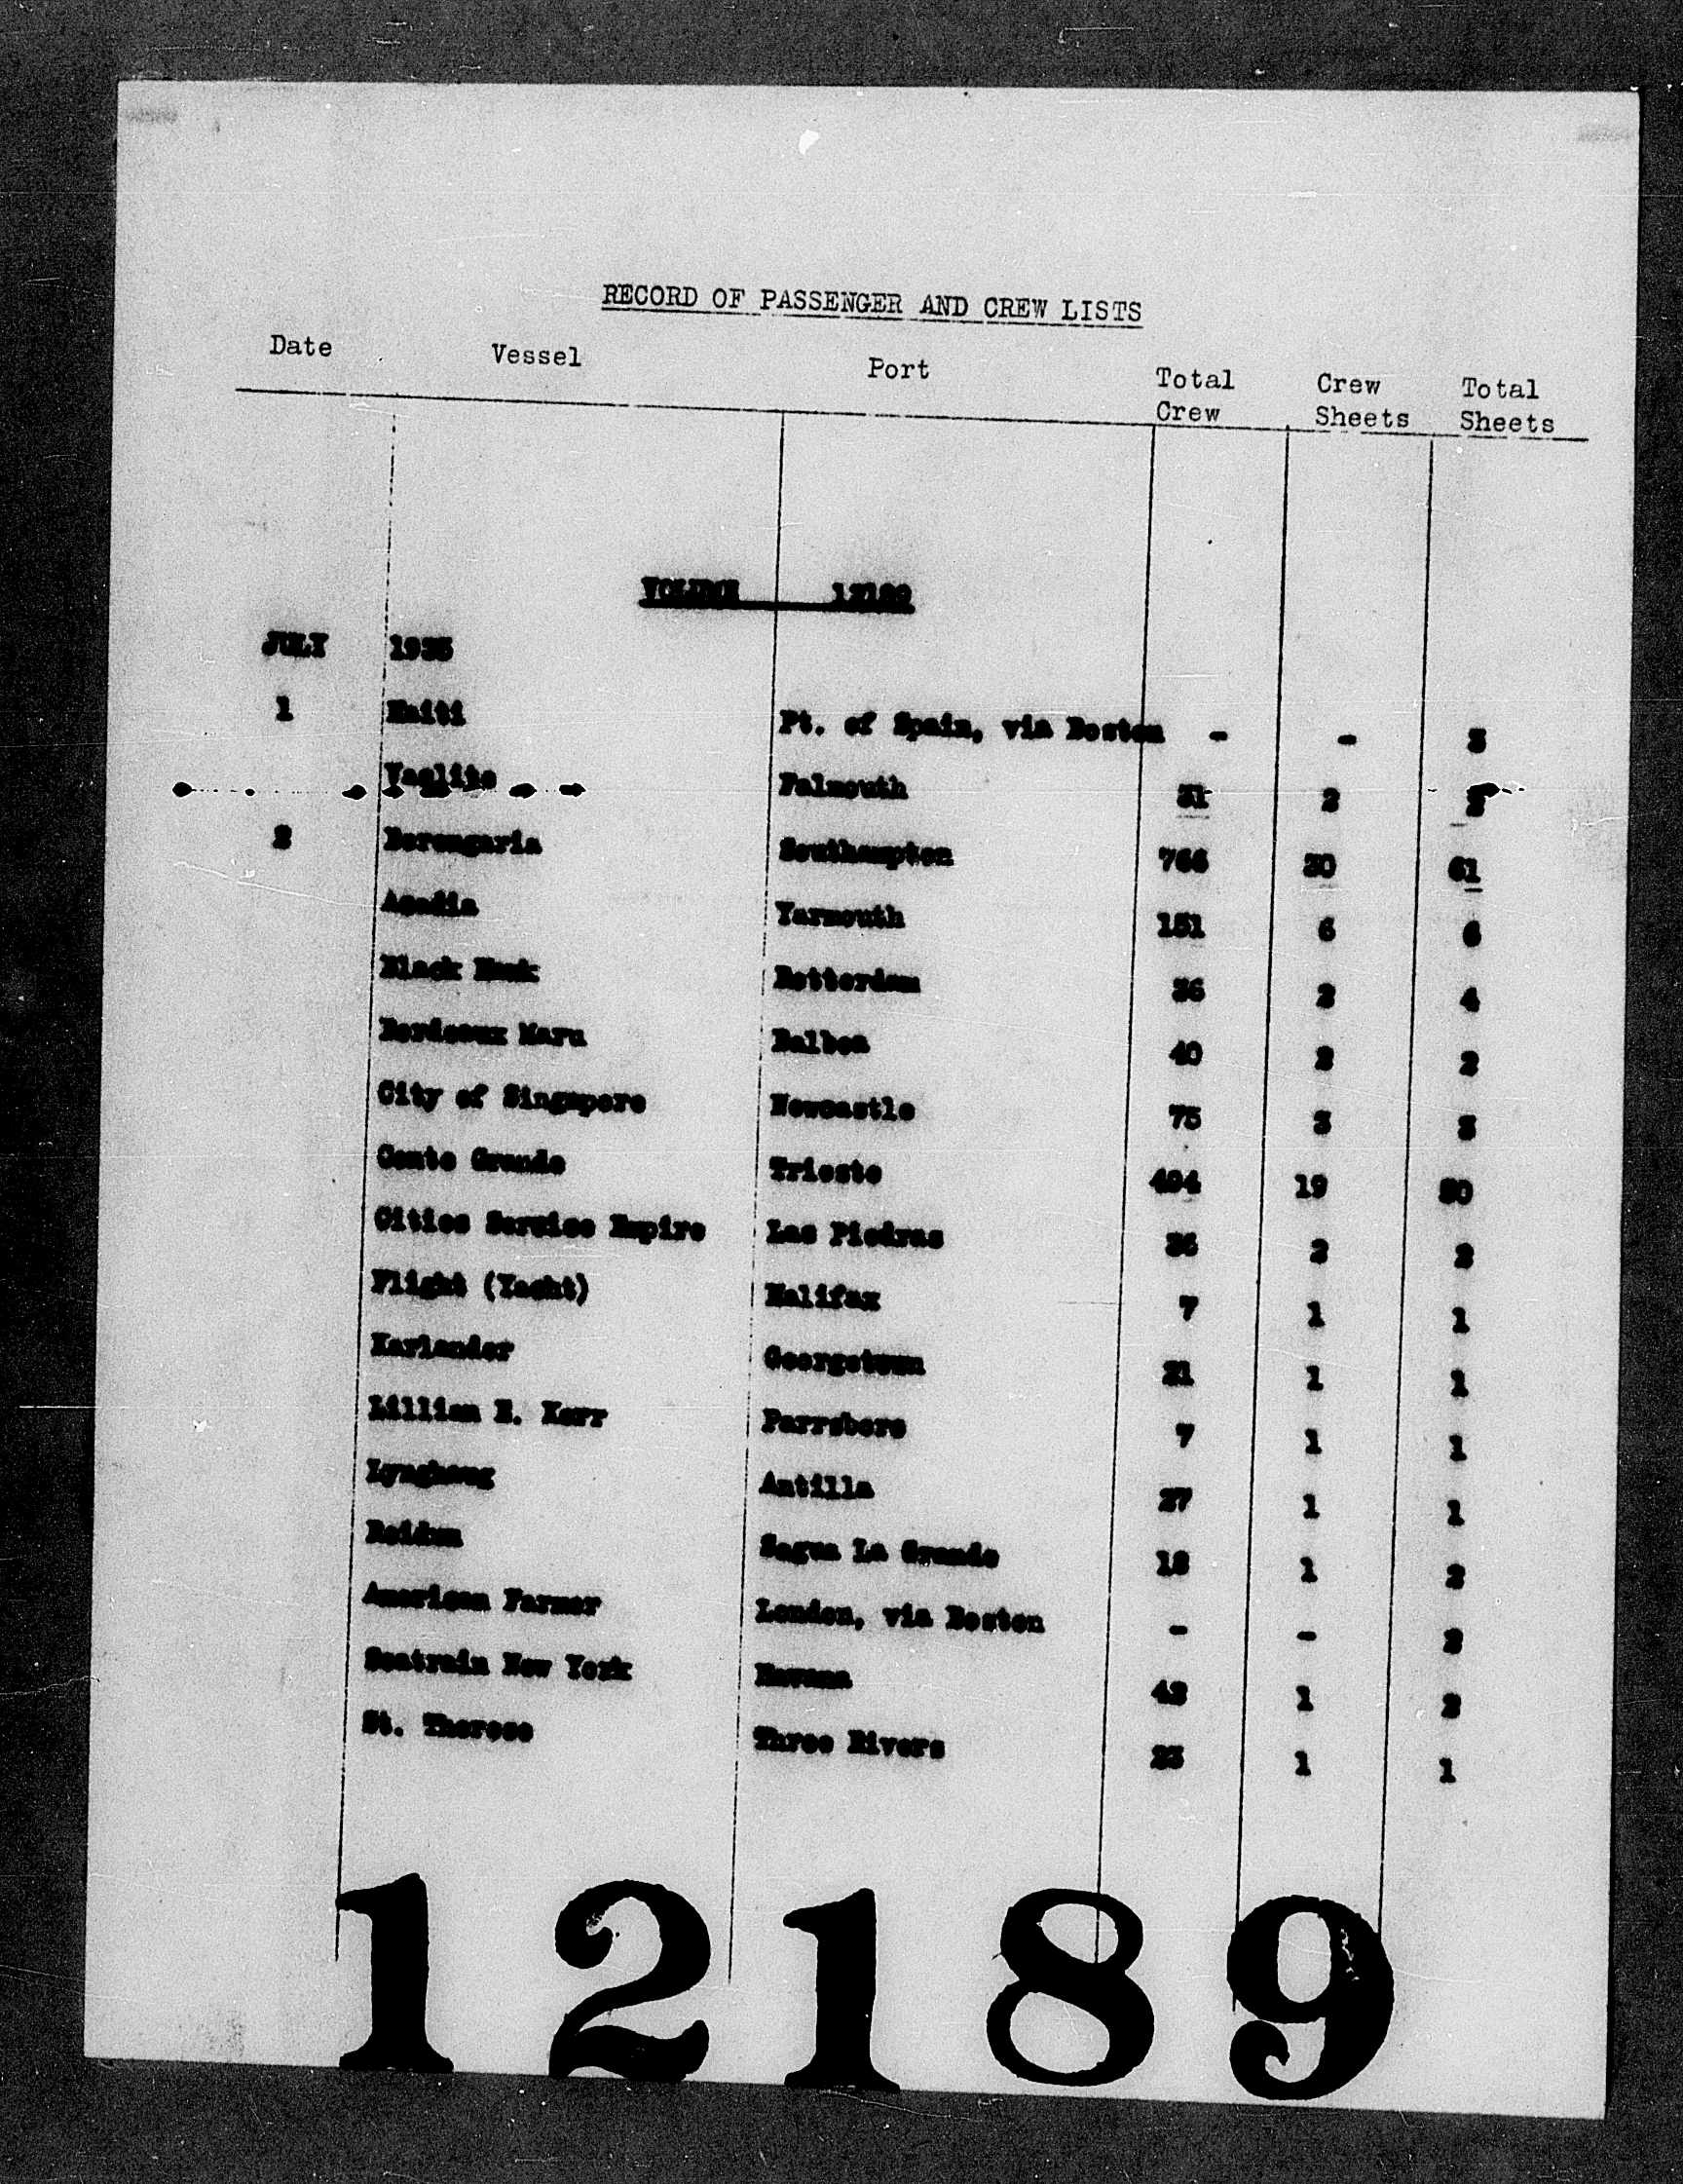 RECORD OF PASSENGER AND CREW LISTS
Date Vessel Port Total Crew Crew Sheets Total Sheets
VOLUME 12189
JULY 1935
1 Haiti Pt. of Spain, via Boston - - 3
Falmouth 31 2
2 Berengaria Southampton 766 30 61
Acadia Yarmouth 151 6 6
Black Hawk Rotterdam 36 2 4
Bordeaux Maru Balboa 40 2 2
City of Singapore Newcastle 75 3 3
Conte Grande Trieste 494 19
Cities Service Empire Las Piedras 2 2
Flight (Yacht) Halifax 7 1 1
Karlander Georgetown 21 1 1
Lillian E. Kerr Parrsboro 7 1 1
Lynghaug Antilla 27 1 1
Reidun Sagua La Grande 18 1 2
American Farmer London, via Boston - - 2
Seatrain New York Havana 42 1 2
St. Therese Three Rivers 23 1 1
12189